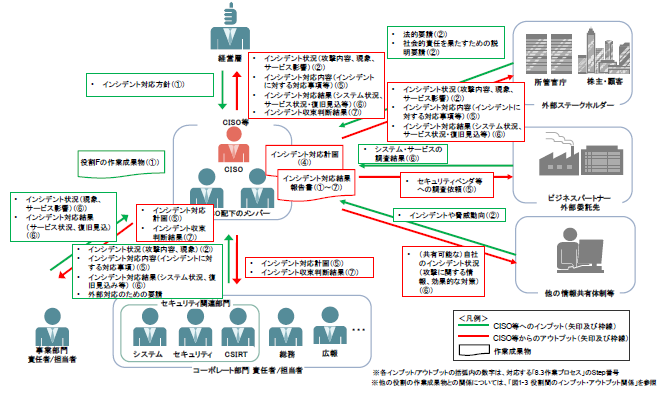 経営層
・インシデント対応方針(①)
・インシデント状況(攻撃内容、現象、
サービス影響)(②)
・インシデント対応内容(インシデント
に対する対応事項等)(⑤)
・インシデント対応結果(システム状況、
サービス状況・復旧見込等)(⑥)
・インシデント収束判断結果(⑦)
・法的要請(②)
・社会的責任を果たすための説
明要請(②)
所管官庁
株主・顧客
外部ステークホルダー
・インシデント状況(攻撃内容、現象、
サービス影響)(②)
・インシデント対応内容(インシデントに
対する対応事項等)(⑤)
・インシデント対応結果(システム状況、
サービス状況・復旧見込等)(⑥)
CISO等
CISO
CISO配下のメンバー
役割Fの作業成果物(①)
インシデント対応計画
(④)
インシデント対応結果
報告書(①～⑦)
・システム・サービスの
調査結果(⑥)
・セキュリティベンダ等
への調査依頼(⑤)
ビジネスパートナー
外部委託先
・インシデントや脅威動向(②)
・(共有可能な)自社
のインシデント状況
(攻撃に関する情
報、効果的な対策)
(⑥)
他の情報共有体制等
・インシデント状況(現象、
サービス影響)(⑥)
・インシデント対応結果
(サービス状況、復旧見込)
(⑥)
・インシデント対応
計画(⑤)
・インシデント収束
判断結果(⑦)
・インシデント状況(攻撃内容、現象)(②)
・インシデント対応内容(インシデントに対
する対応事項)(⑤)
・インシデント対応結果(システム状況、復
旧見込み等)(⑥)
・外部対応のための要請
・インシデント対応計画(⑤)
・インシデント収束判断結果(⑦)
事業部門
責任者/担当者
セキュリティ関連部門
システム
セキュリティ
CSIRT
総務
広報
…
コーポレート部門 責任者/担当者
＜凡例＞
CISO等へのインプット(矢印及び枠線)
CISO等からのアウトプット(矢印及び枠線)
作業成果物
※各インプット/アウトプットの括弧内の数字は、対応する「8.3作業プロセス」のStep番号
※他の役割の作業成果物との関係については、「図1-3 役割間のインプット・アウトプット関係」を参照